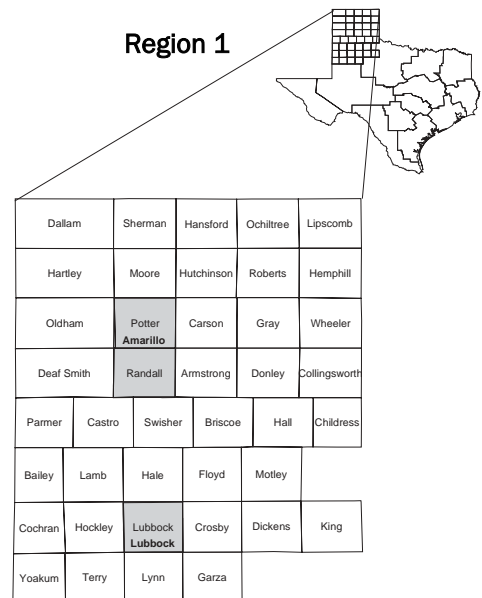 Region 1
Dallam Sherman Hansford Ochiltree Lipscomb
Hartley Moore Hutchinson Roberts Hemphill
Oldham Potter Carson Gray Wheeler
Amarillo
Deaf Smith Randall Armstrong Donley Collingsworth
Parmer Castro Swisher Briscoe Hall Childress
Bailey Lamb Hale Floyd Motley
Cochran Hockley Lubbock Crosby Dickens King
Lubbock
Yoakum Terry Lynn Garza